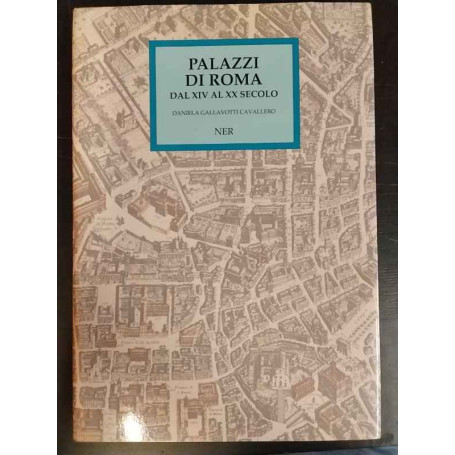 PALAZZI
DI ROMA
DAL XIV AL XX SECOLO
DANIELA GALLAVOTTI CAVALLERO
NER